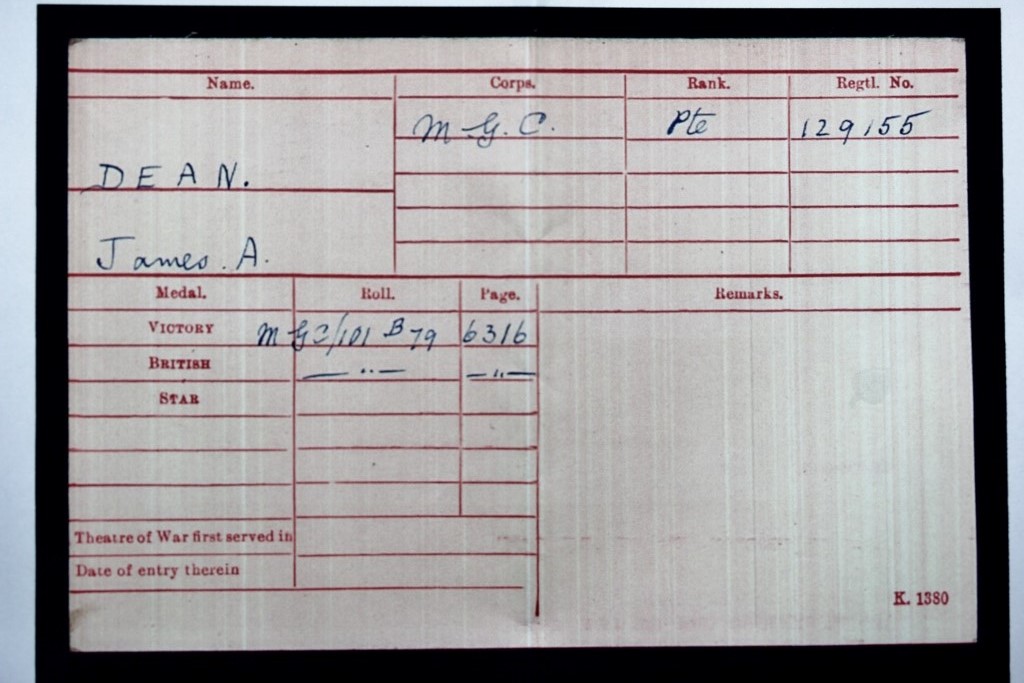 Name. Corps. Rank. Regtl. No.
M. G. C. Pte 129155
DEAN.
James. A.
Medal. Roll. Page. Remarks.
VICTORY MGC/101 B79 6316
BRITISH — " — — " —
STAR
Theatre of War first served in
Date of entry therein
K. 1380